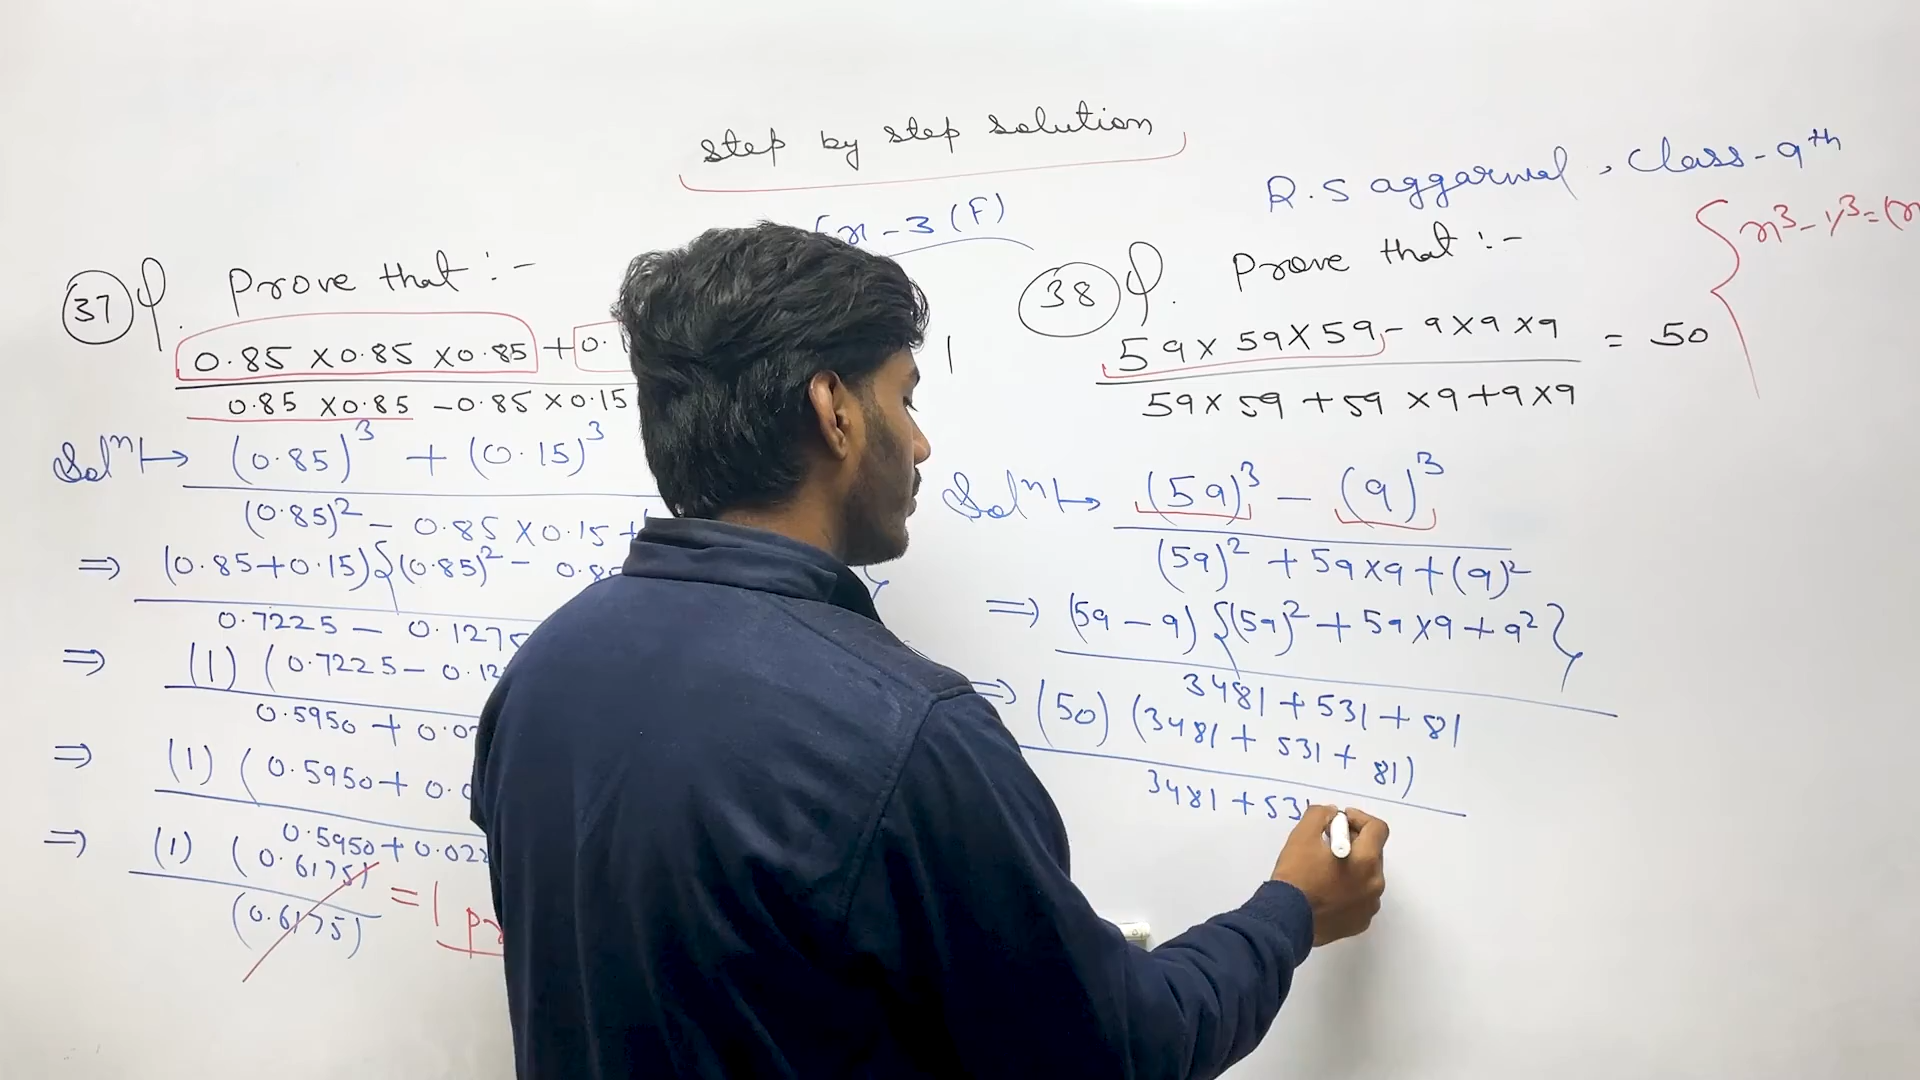 step by step solution
R.S aggarwal, Class-9th
Ex-3(F)
37 Q. Prove that :-
0.85 × 0.85 × 0.85 + 0.
0.85 × 0.85 - 0.85 × 0.15
1
Solⁿ ↦ (0.85)³ + (0.15)³
(0.85)² - 0.85 × 0.15 +
⇒ (0.85+0.15) {(0.85)² - 0.8 }
0.7225 - 0.1275
⇒ (1) (0.7225 - 0.12
0.5950 + 0.0
⇒ (1) (0.5950 + 0.0
0.5950 + 0.022
⇒ (1) (0.6175) = 1
(0.6175)
38 Q. Prove that :-
59 × 59 × 59 - 9 × 9 × 9 = 50
59 × 59 + 59 × 9 + 9 × 9
{ x³ - y³ = (x
Solⁿ ↦ (59)³ - (9)³
(59)² + 59×9 + (9)²
⇒ (59 - 9) {(59)² + 59×9 + 9²}
3481 + 531 + 81
⇒ (50) (3481 + 531 + 81)
3481 + 531